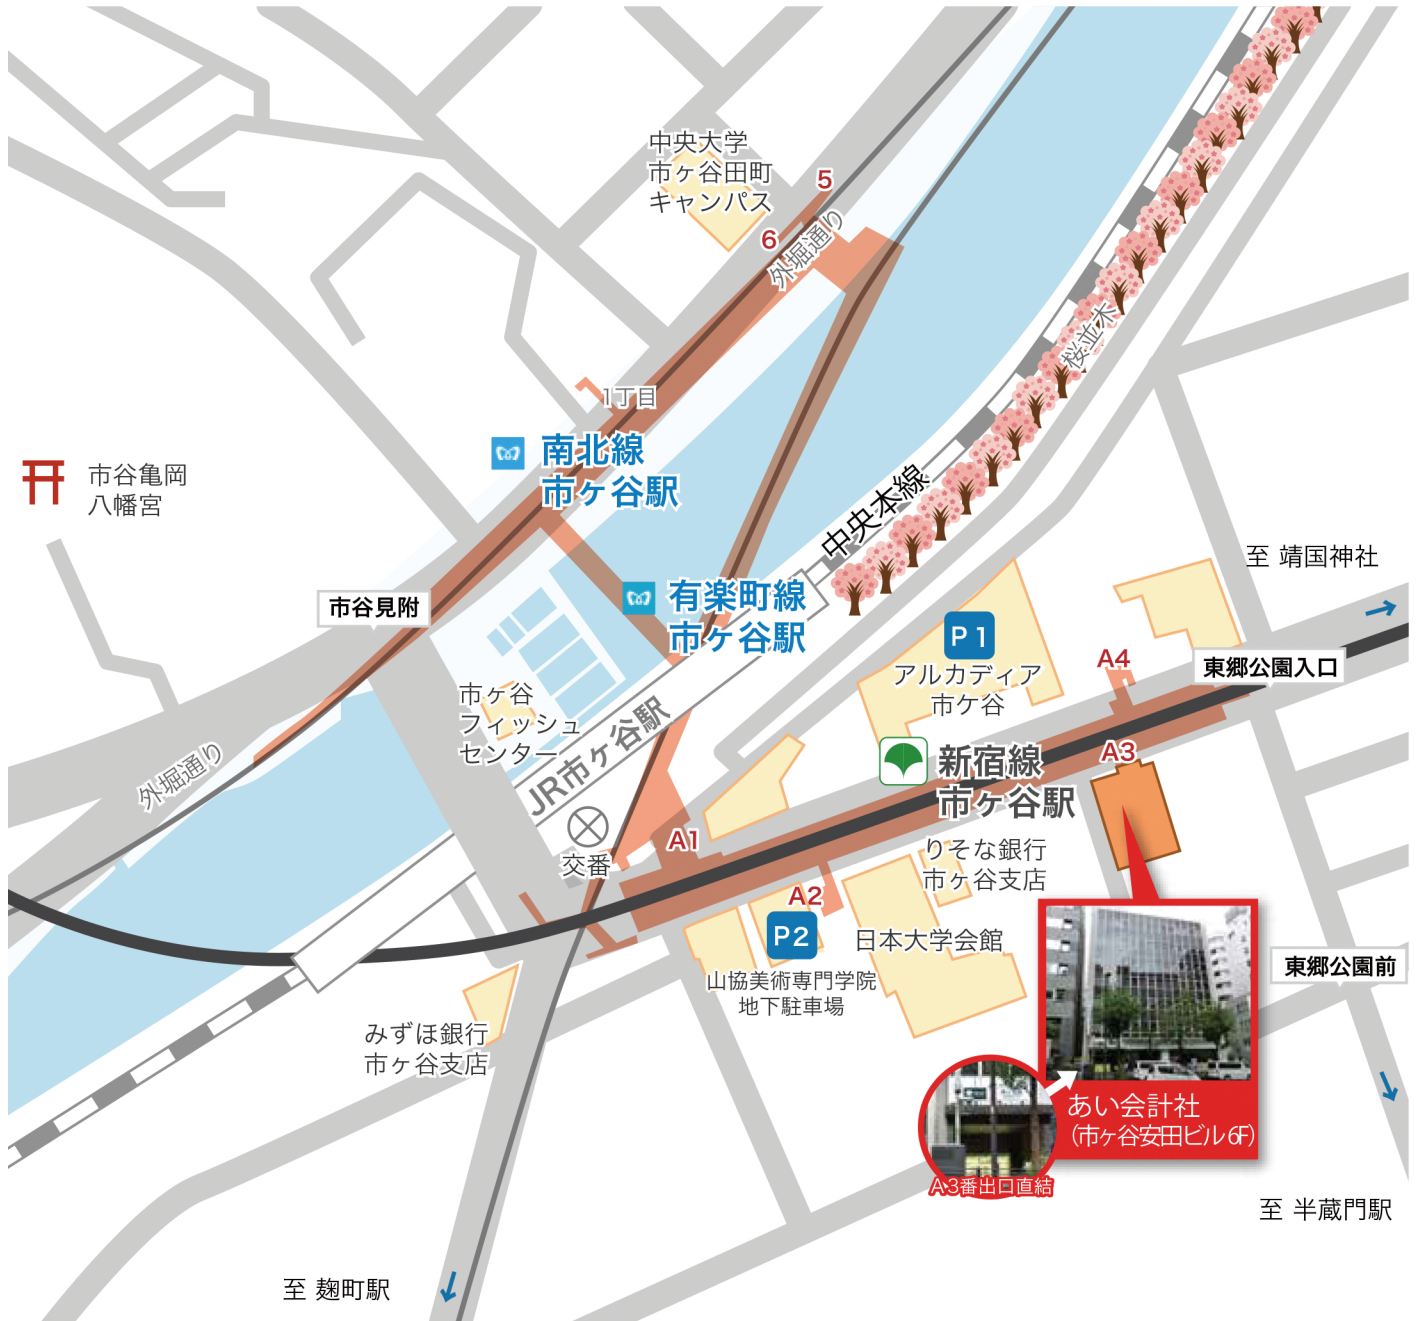 中央大学
市ヶ谷田町
キャンパス
5
6
外堀通り
桜並木
1丁目
南北線
市ヶ谷駅
市谷亀岡
八幡宮
中央本線
至 靖国神社
市谷見附
有楽町線
市ヶ谷駅
P1
アルカディア
市ケ谷
A4
東郷公園入口
市ヶ谷
フィッシュ
センター
JR市ヶ谷駅
外堀通り
新宿線
市ヶ谷駅
A3
交番
A1
りそな銀行
市ヶ谷支店
A2
P2
日本大学会館
山脇美術専門学院
地下駐車場
東郷公園前
みずほ銀行
市ヶ谷支店
あい会計社
(市ヶ谷安田ビル6F)
A3番出口直結
至 半蔵門駅
至 麹町駅